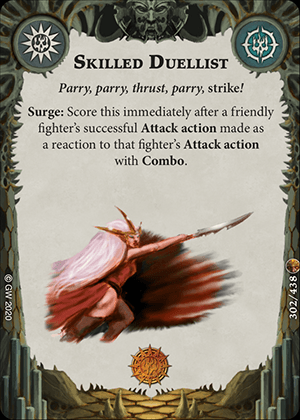 SKILLED DUELLIST
Parry, parry, thrust, parry, strike!
Surge: Score this immediately after a friendly
fighter's successful Attack action made as
a reaction to that fighter's Attack action
with Combo.
© GW 2020
302/438